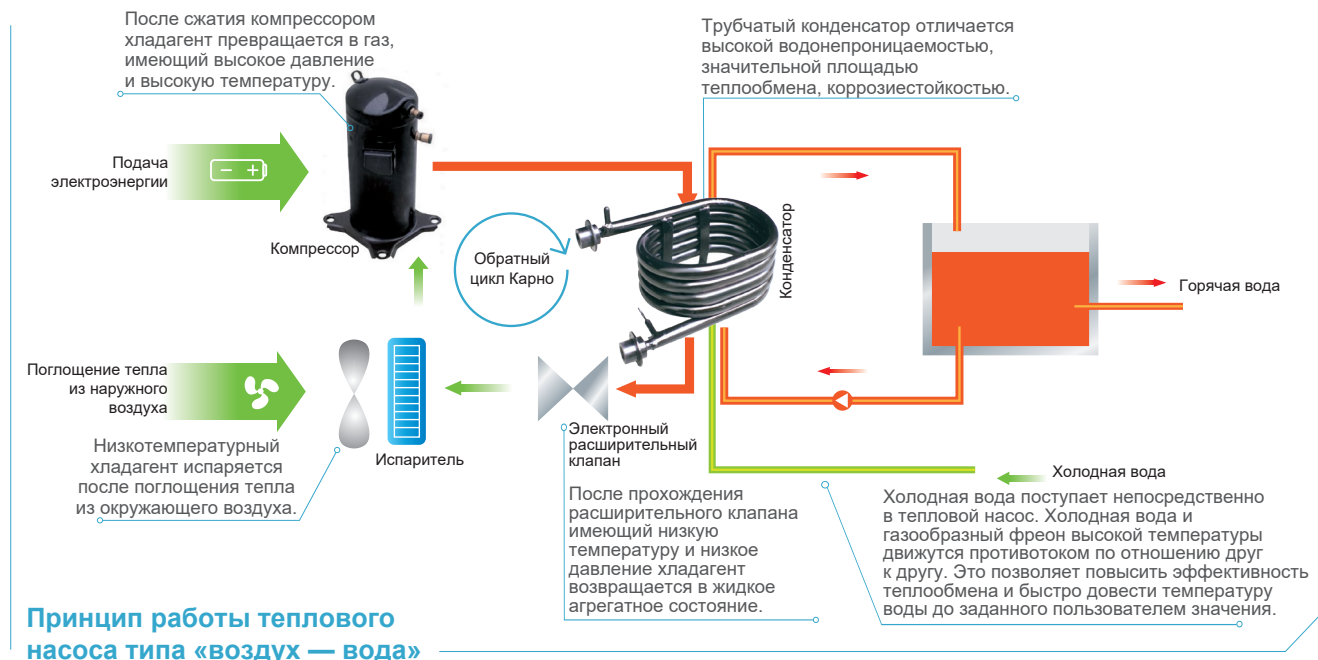 После сжатия компрессором
хладагент превращается в газ,
имеющий высокое давление
и высокую температуру.
Трубчатый конденсатор отличается
высокой водонепроницаемостью,
значительной площадью
теплообмена, коррозиестойкостью.
Подача
электроэнергии
Компрессор
Обратный
цикл Карно
Конденсатор
Горячая вода
Поглощение тепла
из наружного
воздуха
Испаритель
Электронный
расширительный
клапан
Холодная вода
Низкотемпературный
хладагент испаряется
после поглощения тепла
из окружающего воздуха.
После прохождения
расширительного клапана
имеющий низкую
температуру и низкое
давление хладагент
возвращается в жидкое
агрегатное состояние.
Холодная вода поступает непосредственно
в тепловой насос. Холодная вода и
газообразный фреон высокой температуры
движутся противотоком по отношению друг
к другу. Это позволяет повысить эффективность
теплообмена и быстро довести температуру
воды до заданного пользователем значения.
Принцип работы теплового
насоса типа «воздух — вода»